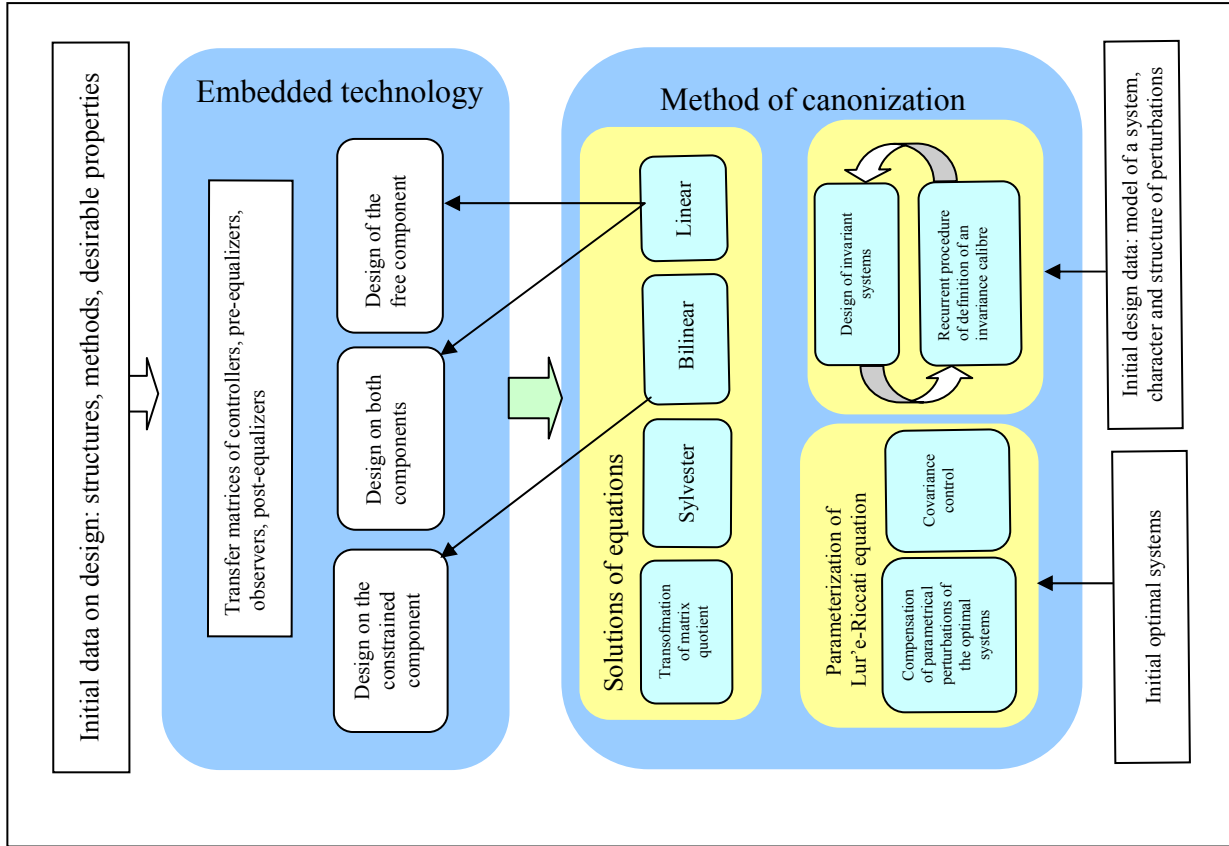 Initial data on design: structures, methods, desirable properties
Embedded technology
Transfer matrices of controllers, pre-equalizers,
observers, post-equalizers
Design on the
constrained
component
Design on both
components
Design of the
free component
Method of canonization
Solutions of equations
Transofmation
of matrix
quotient
Sylvester
Bilinear
Linear
Parameterization of
Lur’e-Riccati equation
Compensation
of parametrical
perturbations of
the optimal
systems
Covariance
control
Design of invariant
systems
Recurrent procedure
of definition of an
invariance calibre
Initial optimal systems
Initial design data: model of a system,
character and structure of perturbations